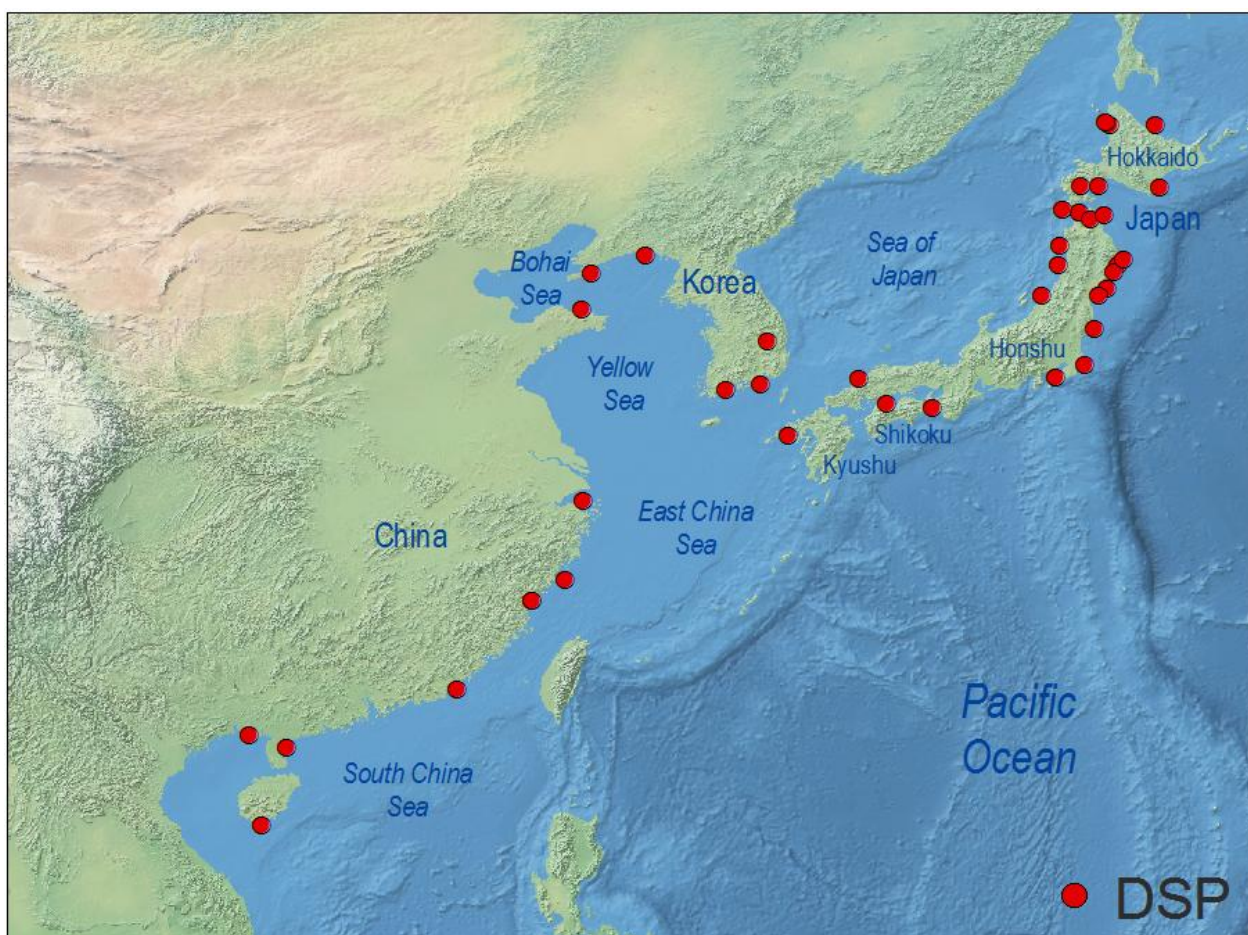 Hokkaido
Japan
Sea of
Japan
Bohai
Sea
Korea
Honshu
Yellow
Sea
Shikoku
Kyushu
East China
Sea
China
Pacific
Ocean
South China
Sea
DSP